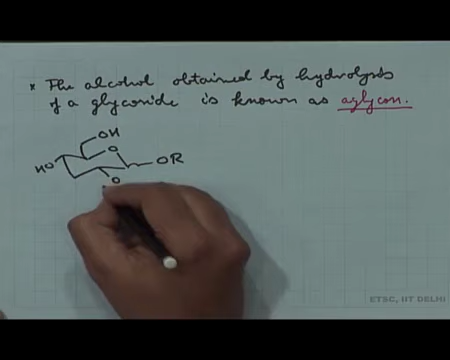 * The alcohol obtained by hydrolysis
of a glycoside is known as aglycon.
OH
O
HO
OR
O
ETSC, IIT DELHI